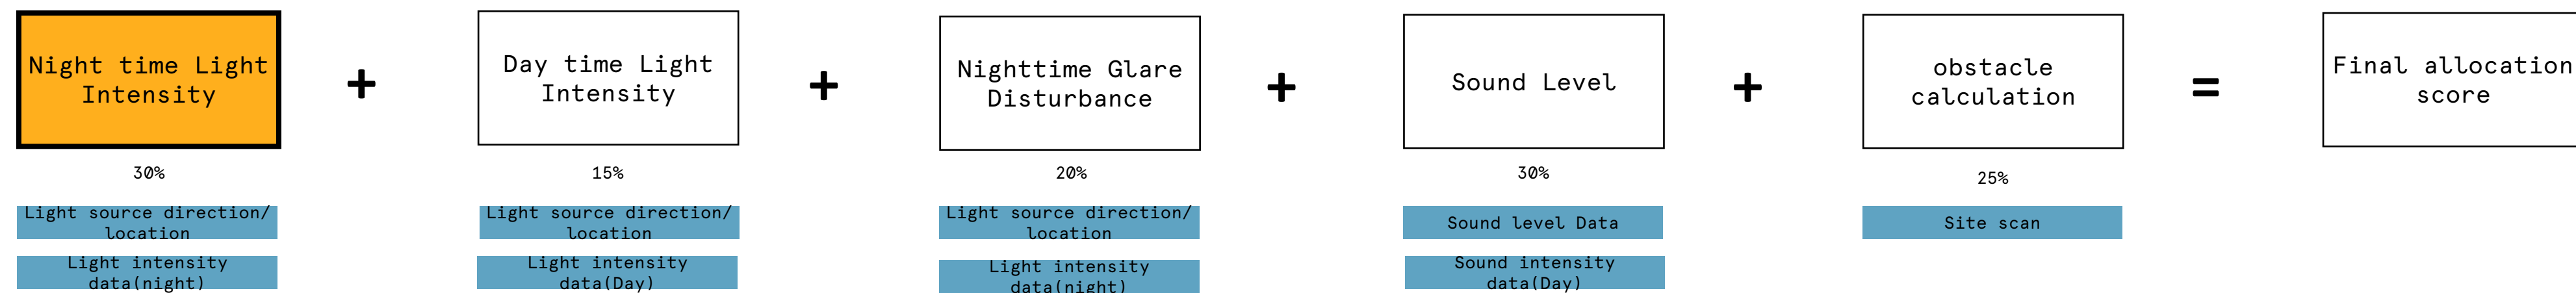 Night time Light
Intensity
+
Day time Light
Intensity
+
Nighttime Glare
Disturbance
+
Sound Level
+
obstacle
calculation
=
Final allocation
score
30%
15%
20%
30%
25%
Light source direction/
location
Light source direction/
location
Light source direction/
location
Sound level Data
Site scan
Light intensity
data(night)
Light intensity
data(Day)
Light intensity
data(night)
Sound intensity
data(Day)